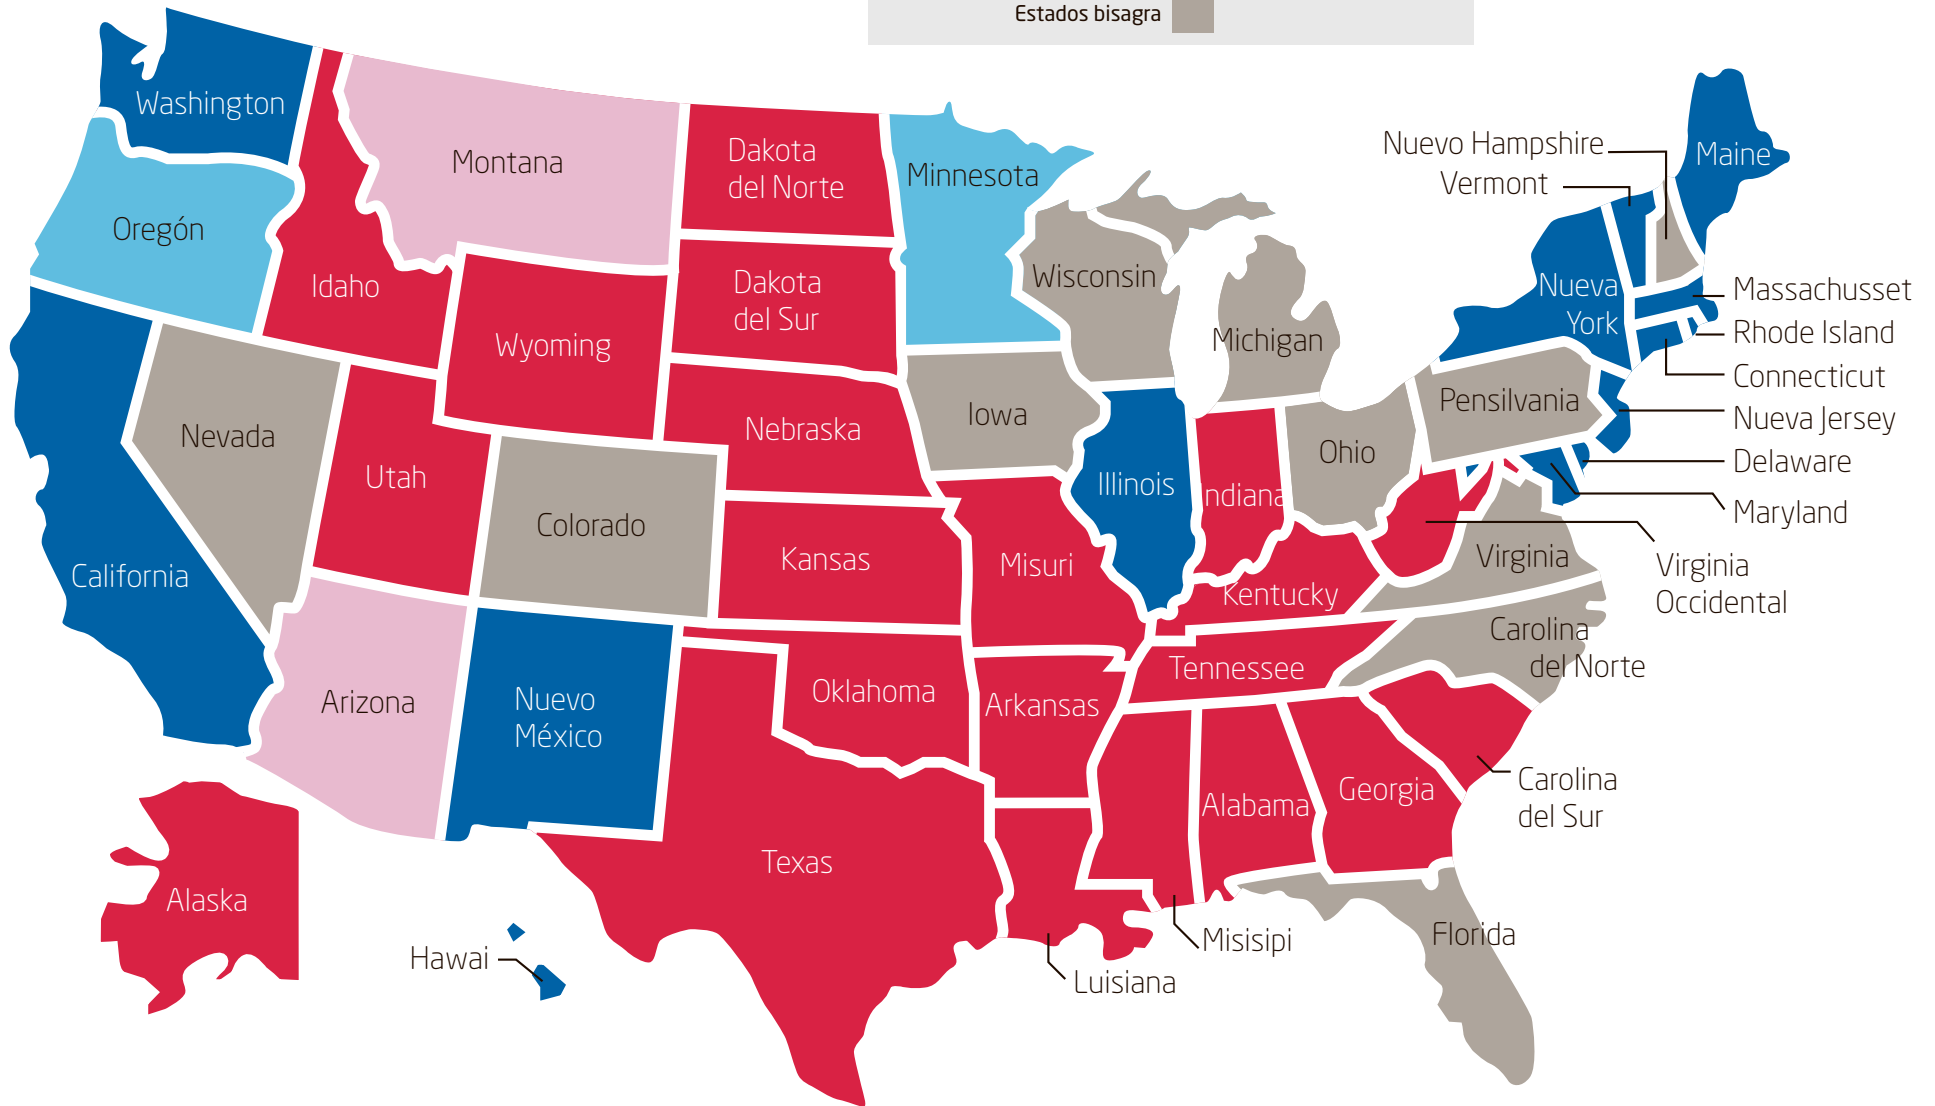 Estados bisagra
Washington
Montana
Dakota
del Norte
Minnesota
Nuevo Hampshire
Vermont
Maine
Oregón
Idaho
Dakota
del Sur
Wisconsin
Nueva
York
Massachusset
Rhode Island
Wyoming
Michigan
Connecticut
Pensilvania
Nueva Jersey
Nevada
Nebraska
Iowa
Ohio
Delaware
Utah
Illinois
Indiana
Maryland
Colorado
Kansas
Misuri
Virginia
Virginia
Occidental
California
Kentucky
Carolina
del Norte
Tennessee
Arizona
Nuevo
México
Oklahoma
Arkansas
Carolina
del Sur
Alabama
Georgia
Texas
Alaska
Hawai
Misisipi
Florida
Luisiana